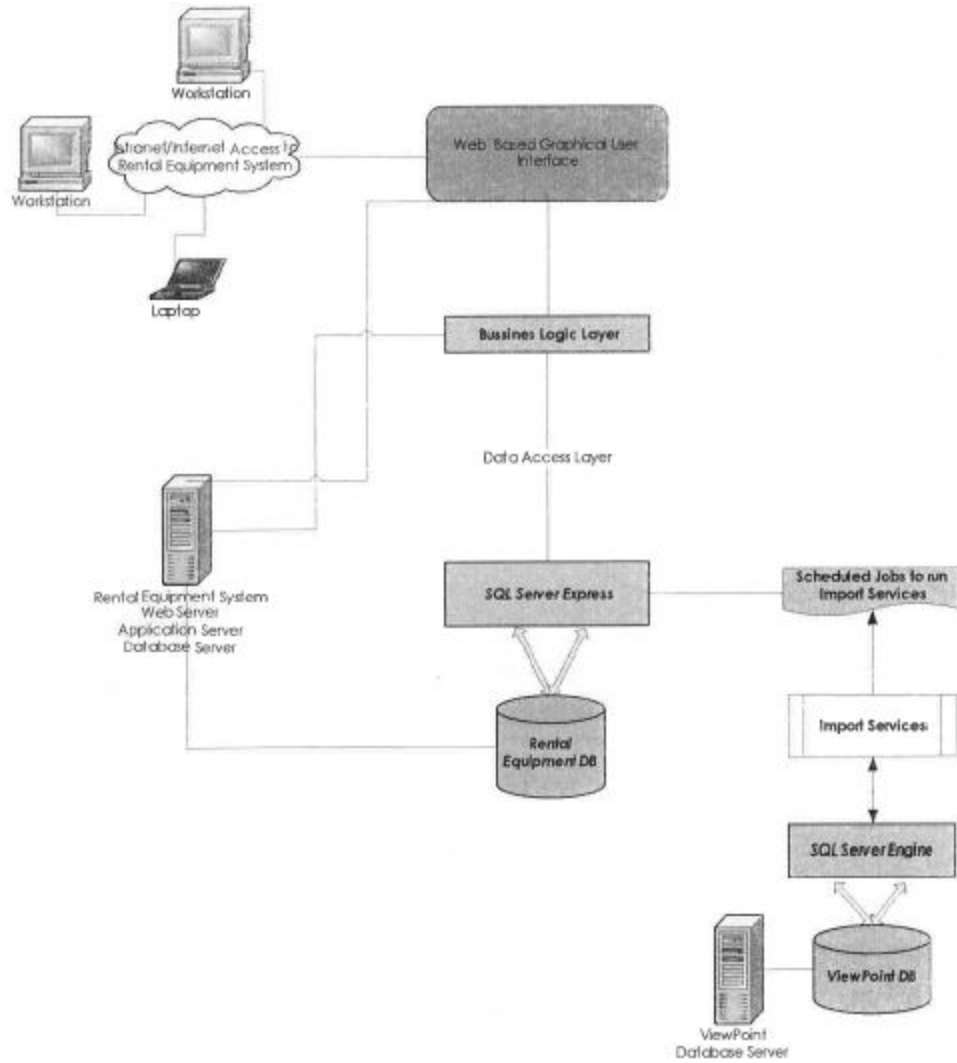 Workstation
Workstation
Intranet/Internet Access to
Rental Equipment System
Laptop
Web Based Graphical User
Interface
Bussines Logic Layer
Data Access Layer
Rental Equipment System
Web Server
Application Server
Database Server
SQL Server Express
Scheduled Jobs to run
Import Services
Rental
Equipment DB
Import Services
SQL Server Engine
ViewPoint DB
ViewPoint
Database Server